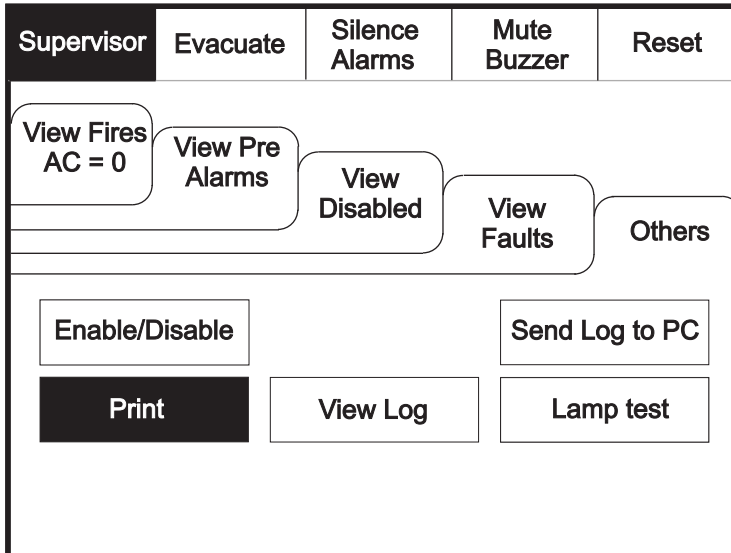 Supervisor
Evacuate
Silence
Alarms
Mute
Buzzer
Reset
View Fires
AC = 0
View Pre
Alarms
View
Disabled
View
Faults
Others
Enable/Disable
Send Log to PC
Print
View Log
Lamp test